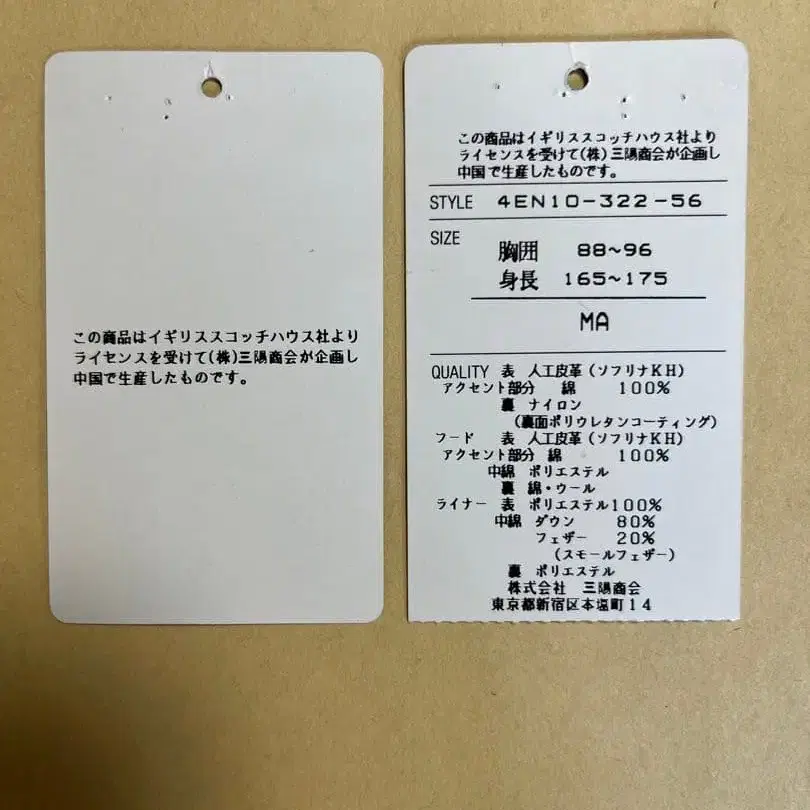 この商品はイギリススコッチハウス社より
ライセンスを受けて(株)三陽商会が企画し
中国で生産したものです。
この商品はイギリススコッチハウス社より
ライセンスを受けて(株)三陽商会が企画し
中国で生産したものです。
STYLE 4EN10-322-56
SIZE
胸囲 88~96
身長 165~175
MA
QUALITY 表 人工皮革(ソフリナKH)
アクセント部分 綿 100%
裏 ナイロン
(裏面ポリウレタンコーティング)
フード 表 人工皮革(ソフリナKH)
アクセント部分 綿 100%
中綿 ポリエステル
裏 綿・ウール
ライナー 表 ポリエステル100%
中綿 ダウン 80%
フェザー 20%
(スモールフェザー)
裏 ポリエステル
株式会社 三陽商会
東京都新宿区本塩町14